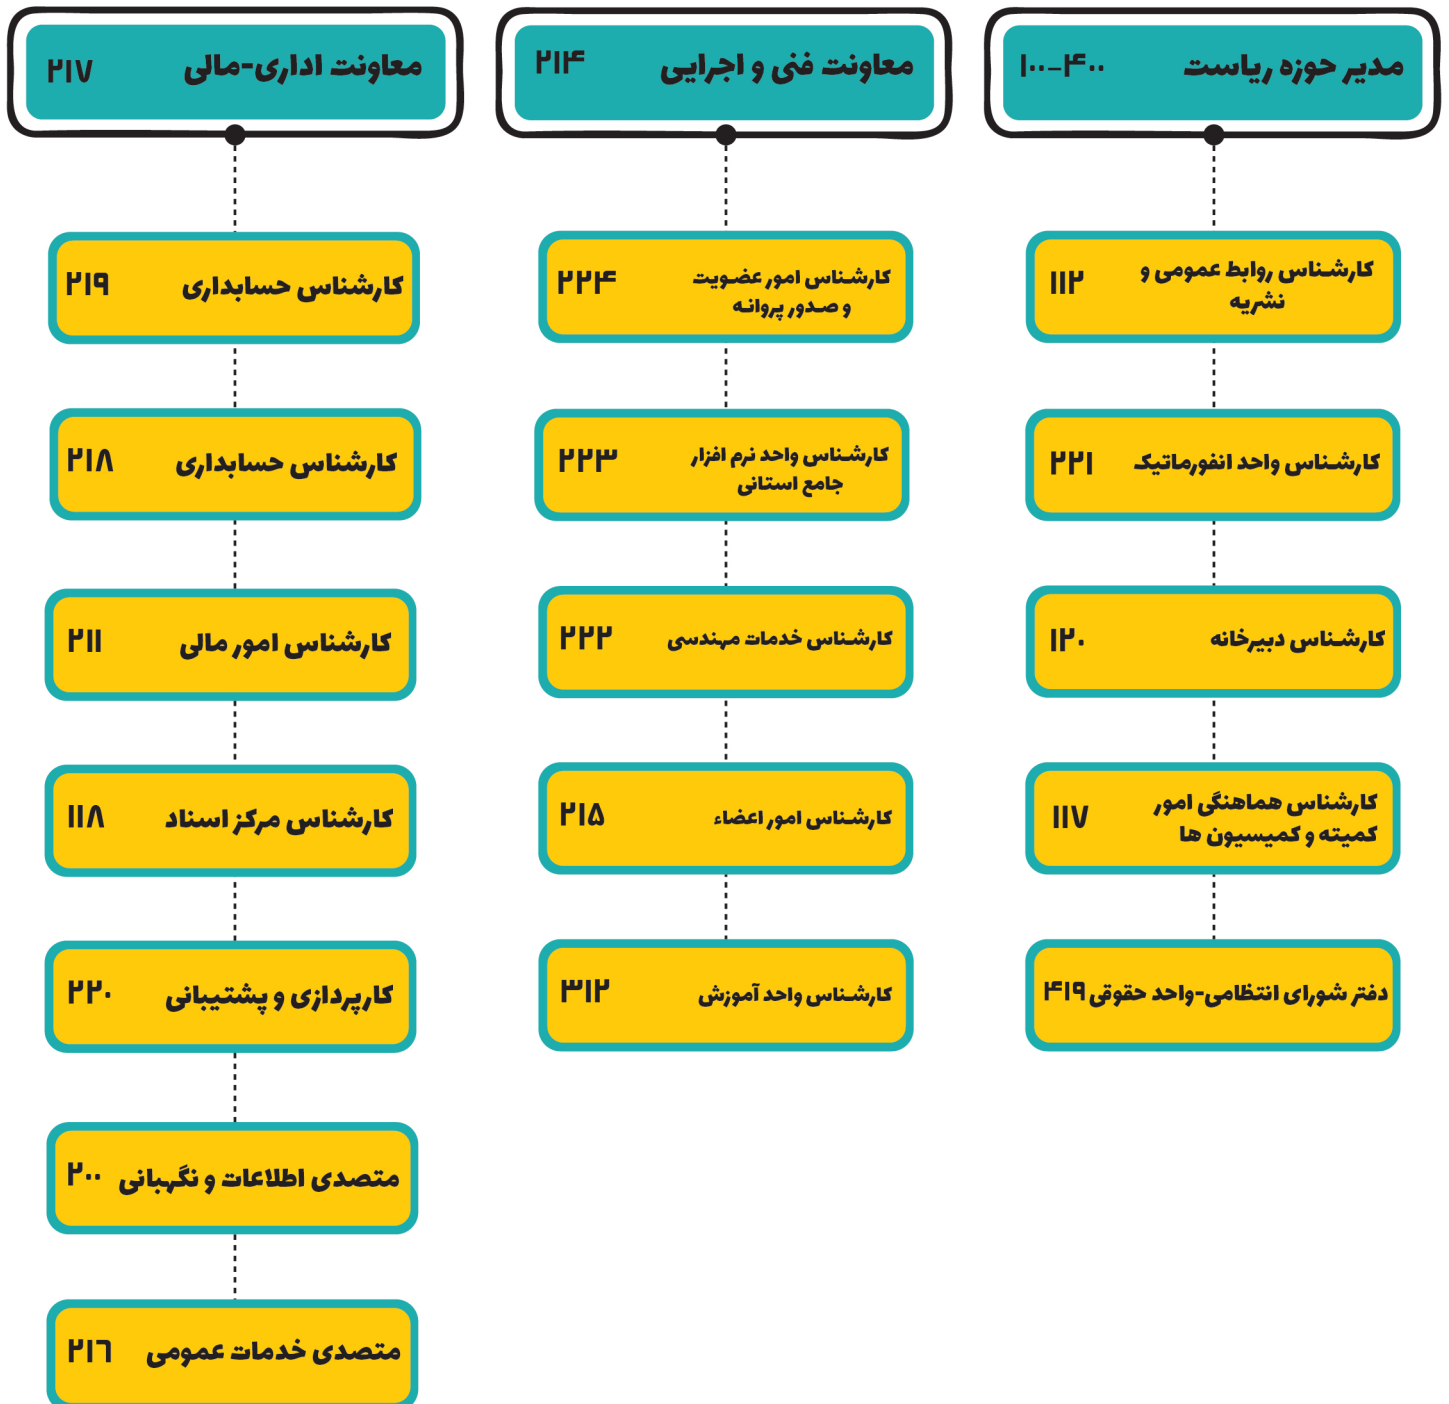 مدیر حوزه ریاست ۱۰۰-۴۰۰
کارشناس روابط عمومی و
نشریه
۱۱۲
کارشناس واحد انفورماتیک ۲۲۱
کارشناس دبیرخانه ۱۲۰
کارشناس هماهنگی امور
کمیته و کمیسیون ها
۱۱۷
دفتر شورای انتظامی-واحد حقوقی ۴۱۹
معاونت فنی و اجرایی ۲۱۴
کارشناس امور عضویت
و صدور پروانه
۲۲۴
کارشناس واحد نرم افزار
جامع استانی
۲۲۳
کارشناس خدمات مهندسی ۲۲۲
کارشناس امور اعضاء ۲۱۵
کارشناس واحد آموزش ۳۱۲
معاونت اداری-مالی ۲۱۷
کارشناس حسابداری ۲۱۹
کارشناس حسابداری ۲۱۸
کارشناس امور مالی ۲۱۱
کارشناس مرکز اسناد ۱۱۸
کارپردازی و پشتیبانی ۲۲۰
متصدی اطلاعات و نگهبانی ۲۰۰
متصدی خدمات عمومی ۲۱۶